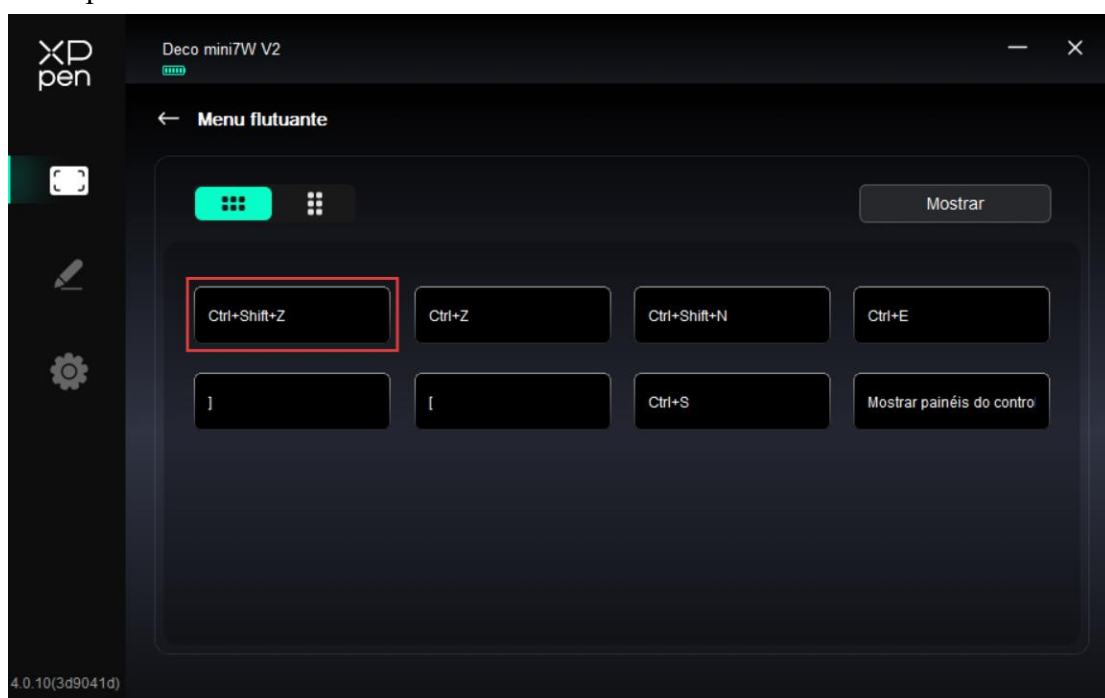 XP
pen
Deco mini7W V2
Menu flutuante
Mostrar
Ctrl+Shift+Z
Ctrl+Z
Ctrl+Shift+N
Ctrl+E
]
[
Ctrl+S
Mostrar painéis do contro
4.0.10(3d9041d)